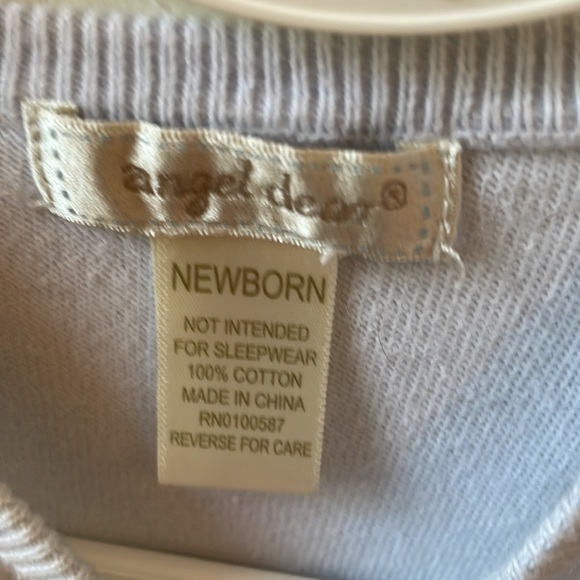 angel dear®
NEWBORN
NOT INTENDED
FOR SLEEPWEAR
100% COTTON
MADE IN CHINA
RN0100587
REVERSE FOR CARE